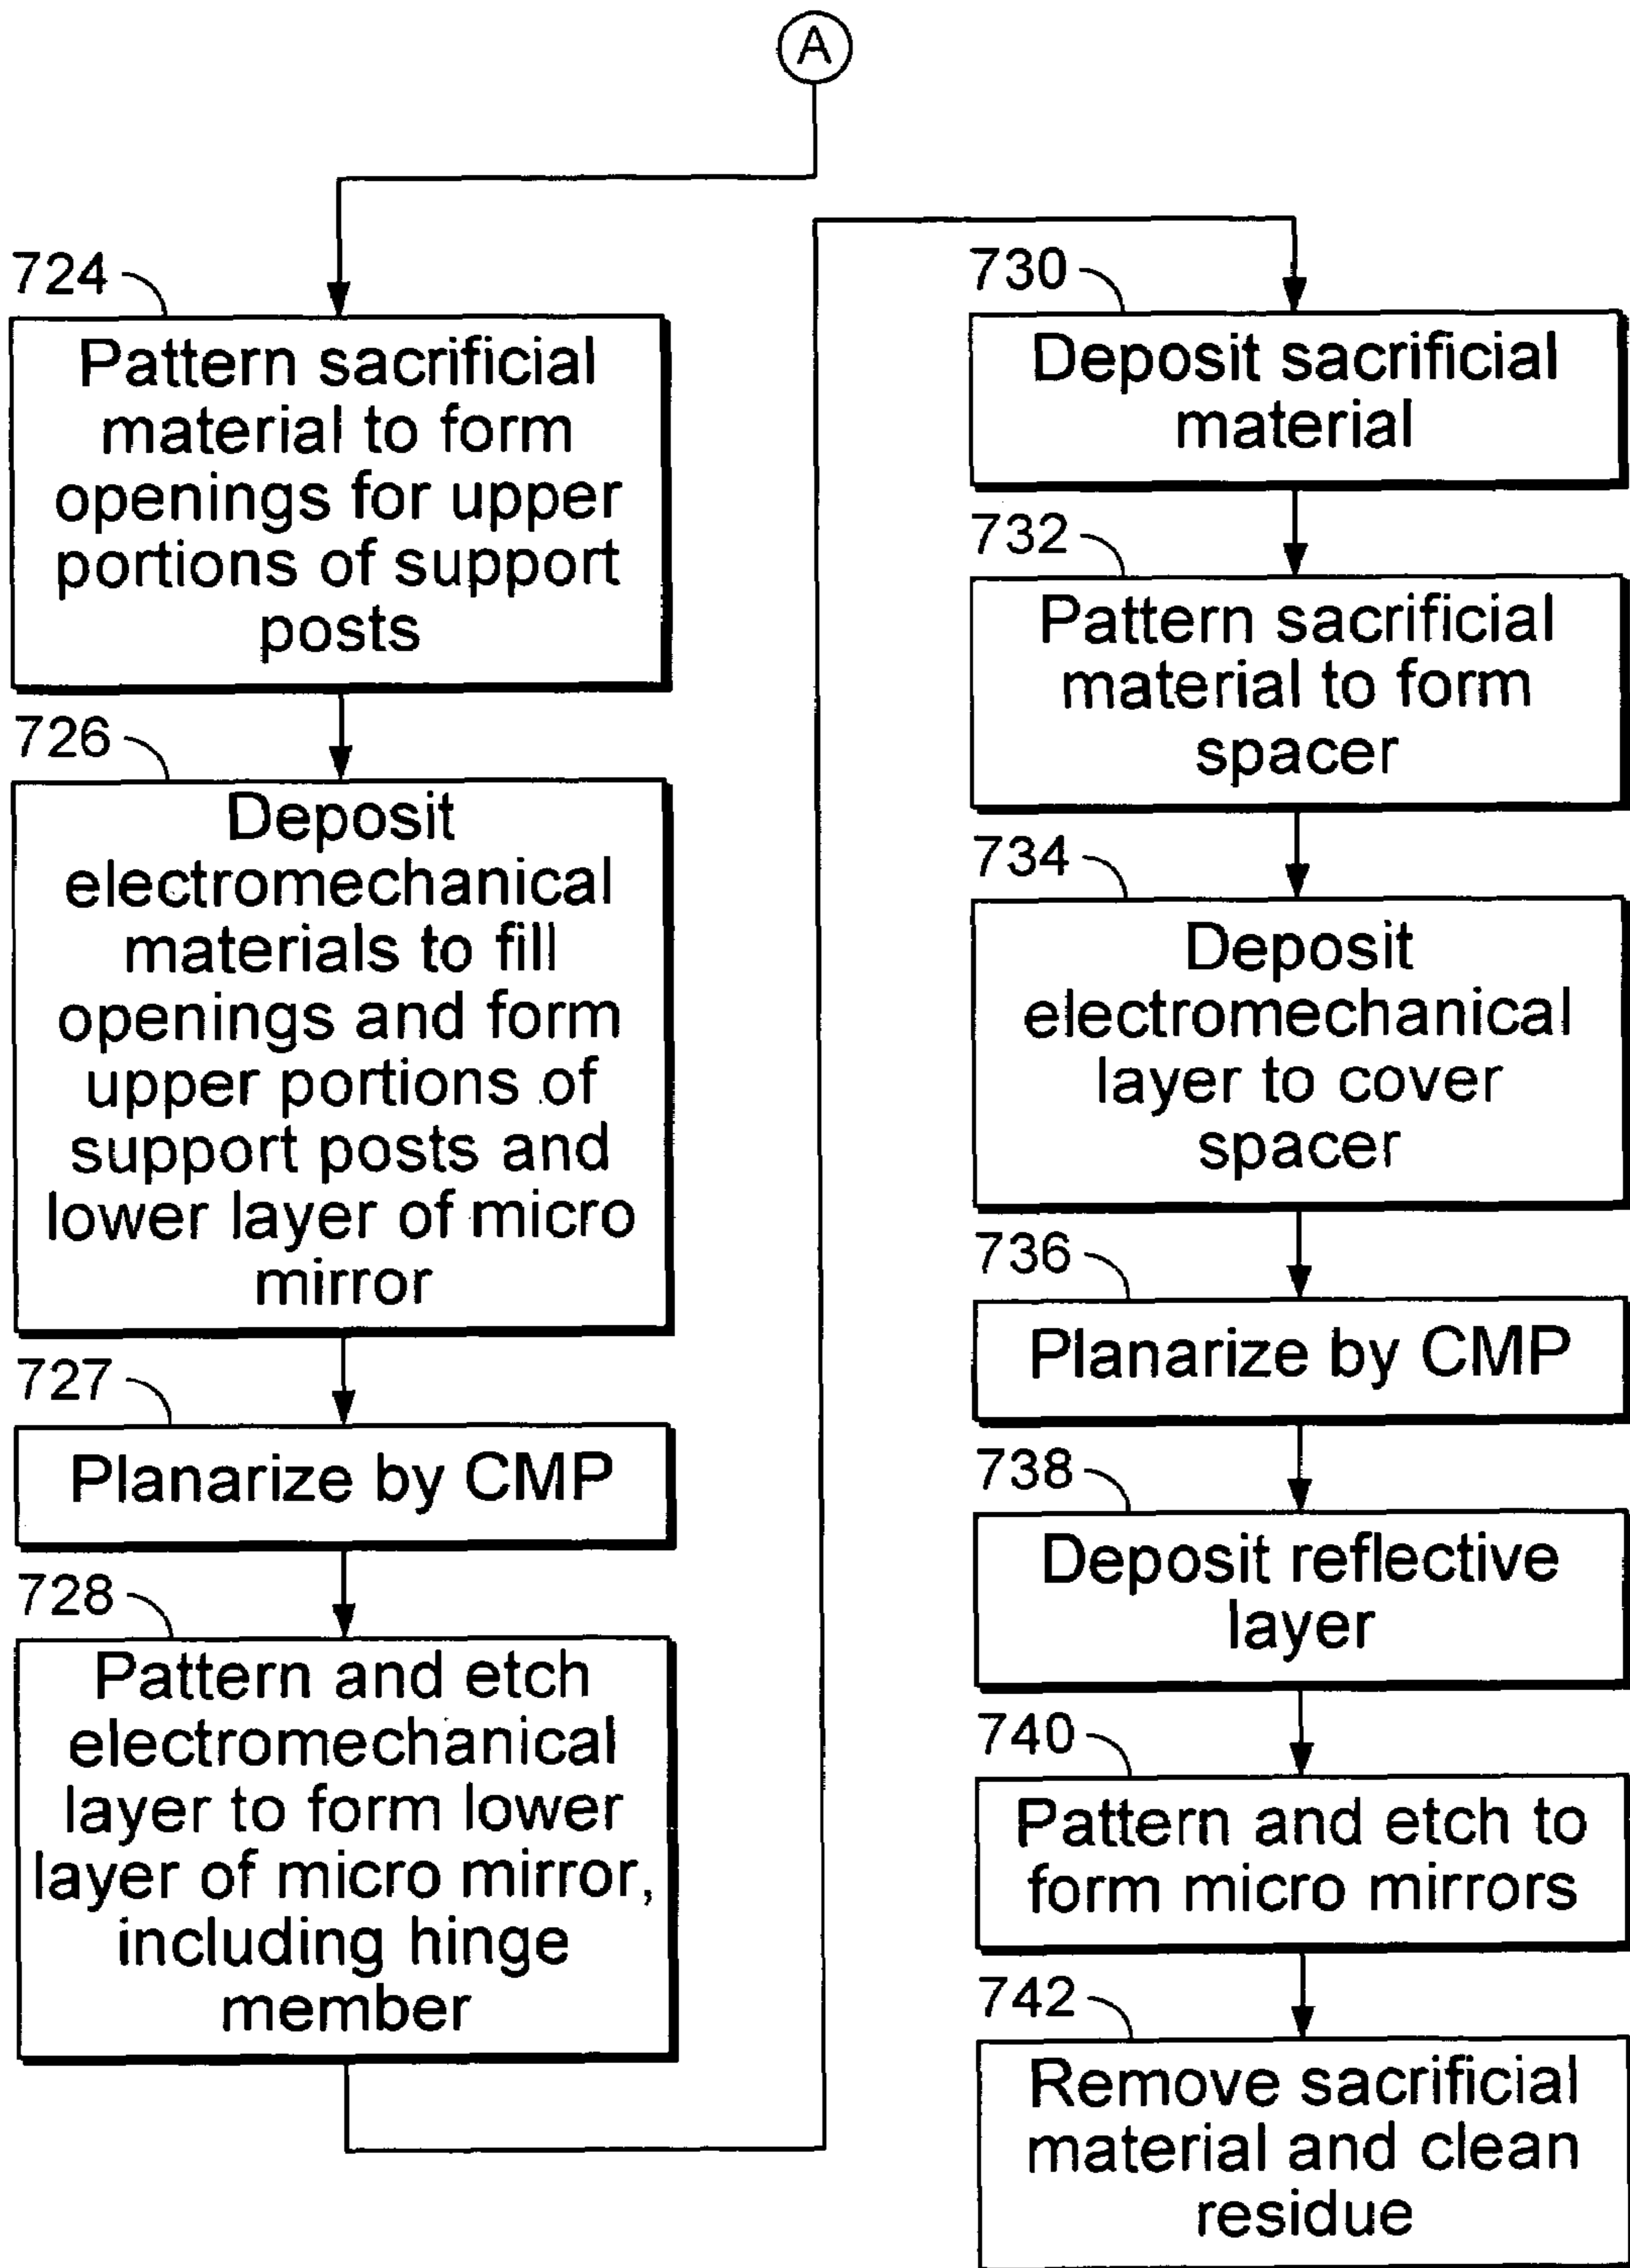 A
724
Pattern sacrificial
material to form
openings for upper
portions of support
posts
726
Deposit
electromechanical
materials to fill
openings and form
upper portions of
support posts and
lower layer of micro
mirror
727
Planarize by CMP
728
Pattern and etch
electromechanical
layer to form lower
layer of micro mirror,
including hinge
member
730
Deposit sacrificial
material
732
Pattern sacrificial
material to form
spacer
734
Deposit
electromechanical
layer to cover
spacer
736
Planarize by CMP
738
Deposit reflective
layer
740
Pattern and etch to
form micro mirrors
742
Remove sacrificial
material and clean
residue